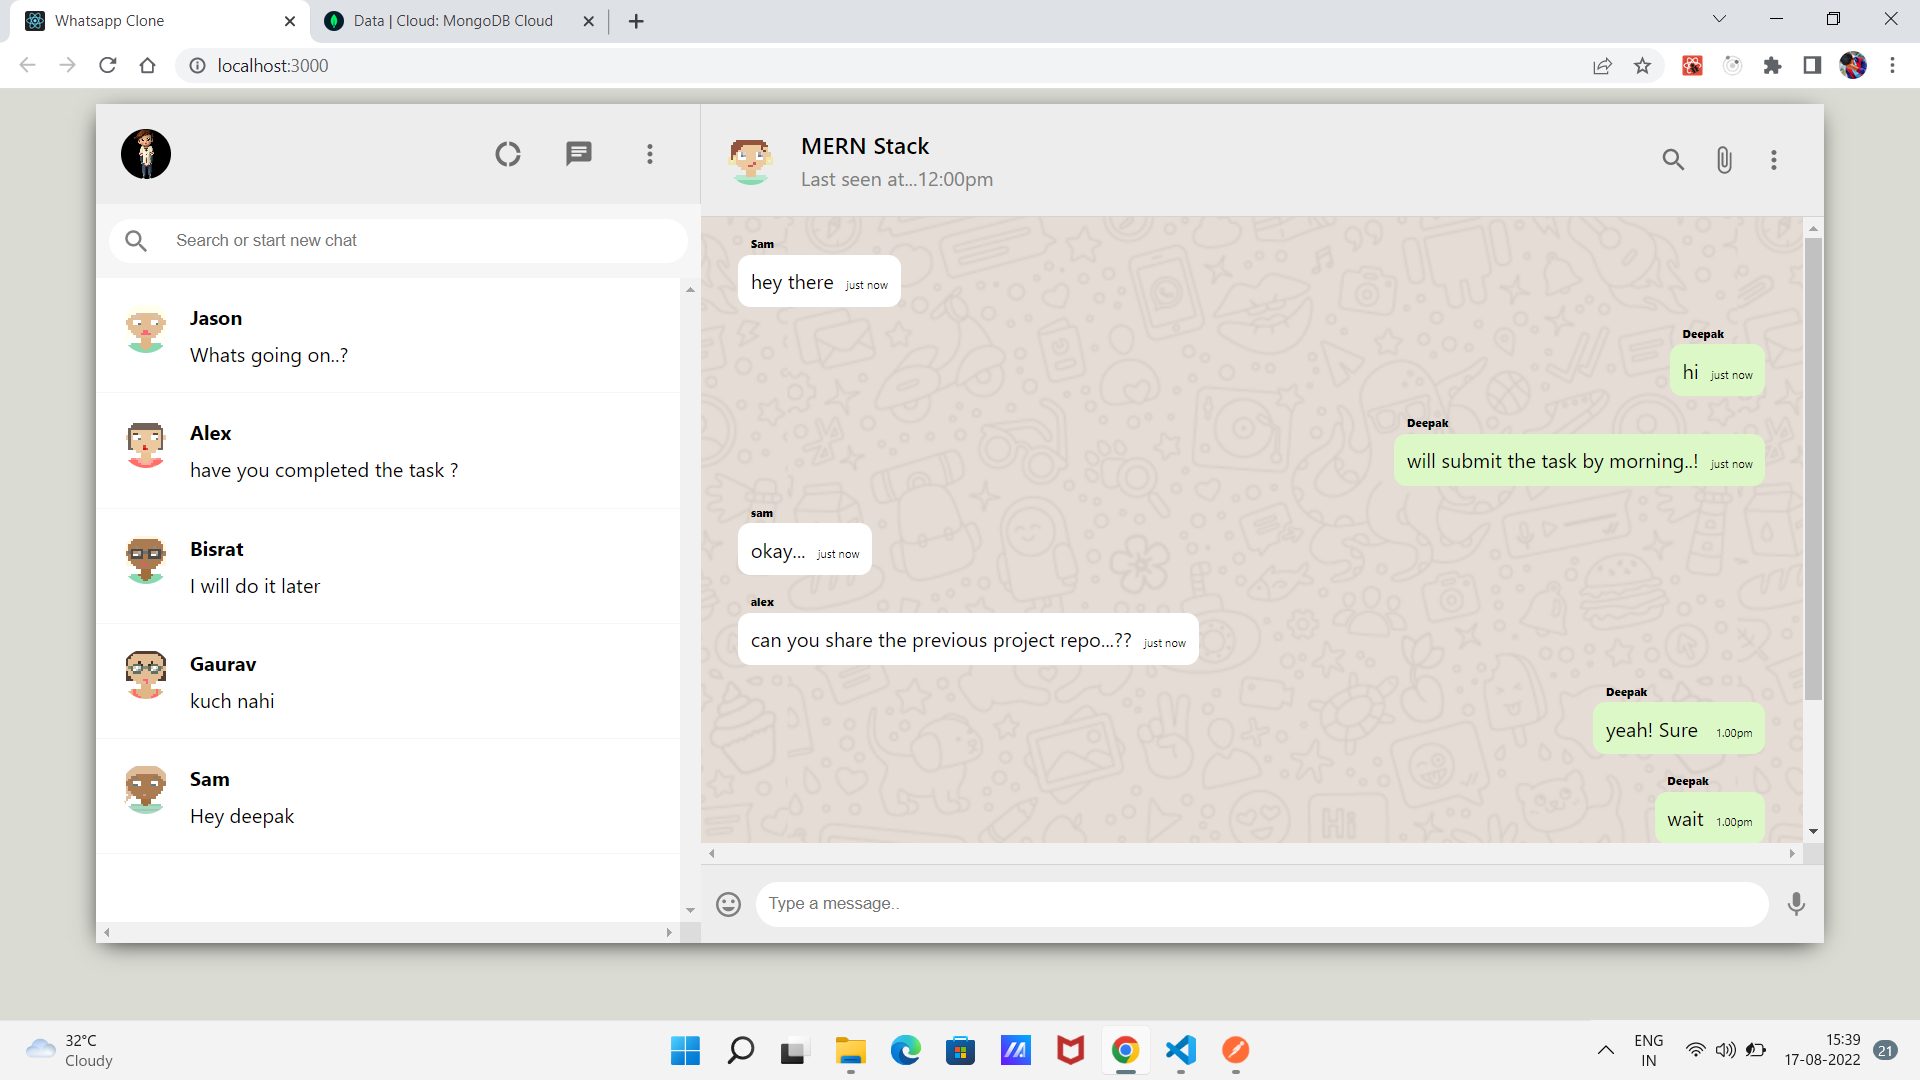 Whatsapp Clone
Data | Cloud: MongoDB Cloud
localhost:3000
MERN Stack
Last seen at...12:00pm
Search or start new chat
Jason
Whats going on..?
Alex
have you completed the task ?
Bisrat
I will do it later
Gaurav
kuch nahi
Sam
Hey deepak
Sam
hey there just now
Deepak
hi just now
Deepak
will submit the task by morning..! just now
sam
okay... just now
alex
can you share the previous project repo...?? just now
Deepak
yeah! Sure 1.00pm
Deepak
wait 1.00pm
Hi
Type a message..
32°C
Cloudy
ENG
IN
15:39
17-08-2022
21